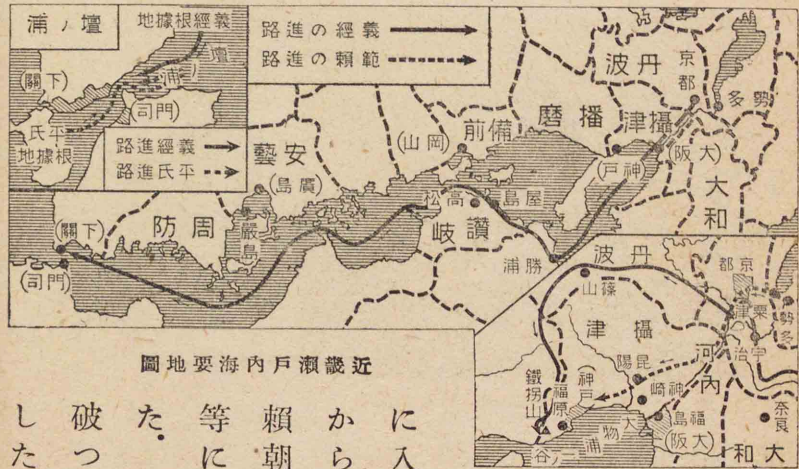 壇ノ浦
義經根據地
壇ノ浦
(下關)
(門司)
平氏
根據地
義經進路
平氏進路
義經の進路
範賴の進路
丹波
京都
勢多
播磨
攝津
備前
(岡山)
(神戸)
(大阪)
大和
安藝
(廣島)
高松
屋島
讚岐
勝浦
周防
嚴島
(下關)
(門司)
丹波
篠山
京都
粟津
勢多
攝津
宇治
河內
昆陽
(神戸)
神崎
鐵拐山
福原
福島
(大阪)
大物浦
一ノ谷
奈良
大和
近畿瀬戸内海要地圖
に入
から
賴朝
等に
た。
破つ
した